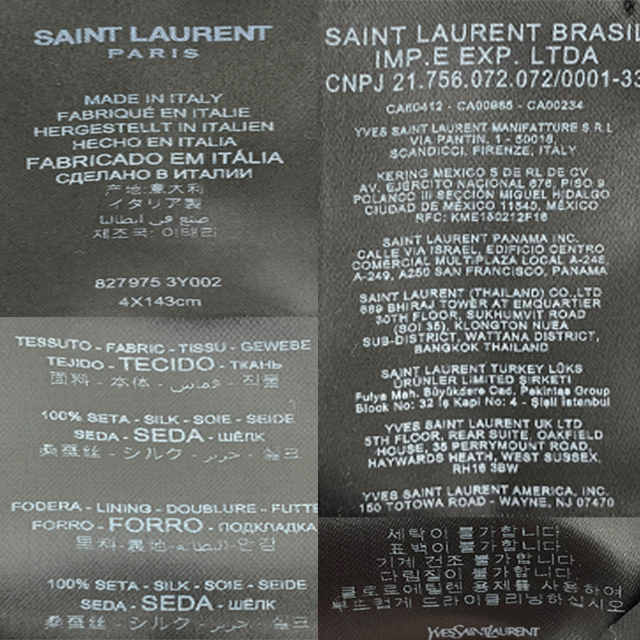 SAINT LAURENT
PARIS
MADE IN ITALY
FABRIQUÉ EN ITALIE
HERGESTELLT IN ITALIEN
HECHO EN ITALIA
FABRICADO EM ITÁLIA
СДЕЛАНО В ИТАЛИИ
产地:意大利
イタリア製
صنع في ايطاليا
제조국: 이태리
827975 3Y002
4X143cm
TESSUTO - FABRIC - TISSU - GEWEBE
TEJIDO - TECIDO - ТКАНЬ
面料 - 本体 - قماش - 직물
100% SETA - SILK - SOIE - SEIDE
SEDA - SEDA - ШЁЛК
桑蚕丝 - シルク - حرير - 실크
FODERA - LINING - DOUBLURE - FUTTE
FORRO - FORRO - ПОДКЛАДКА
里料 - 裏地 - البطانة - 안감
100% SETA - SILK - SOIE - SEIDE
SEDA - SEDA - ШЁЛК
桑蚕丝 - シルク - حرير - 실크
SAINT LAURENT BRASIL
IMP.E EXP. LTDA
CNPJ 21.756.072.072/0001-33
CA60412 - CA00985 - CA00234
YVES SAINT LAURENT MANIFATTURE S.R.L
VIA PANTIN, 1 - 50018,
SCANDICCI, FIRENZE, ITALY
KERING MEXICO S DE RL DE CV
AV. EJÉRCITO NACIONAL 676, PISO 9
POLANCO III SECCIÓN MIGUEL HIDALGO
CIUDAD DE MÉXICO 11540, MÉXICO
RFC: KME150212F16
SAINT LAURENT PANAMA INC.
CALLE VIA ISRAEL, EDIFICIO CENTRO
COMERCIAL MULTIPLAZA LOCAL A-248,
A-249, A250 SAN FRANCISCO, PANAMA
SAINT LAURENT (THAILAND) CO.,LTD
689 BHIRAJ TOWER AT EMQUARTIER
30TH FLOOR, SUKHUMVIT ROAD
(SOI 35), KLONGTON NUEA
SUB-DISTRICT, WATTANA DISTRICT,
BANGKOK THAILAND
SAINT LAURENT TURKEY LÜKS
ÜRÜNLER LIMITED ŞIRKETI
Fulya Mah. Büyükdere Cad. Pekintas Group
Blook No: 32 İs Kapi No: 4 - Şişli İstanbul
YVES SAINT LAURENT UK LTD
5TH FLOOR, REAR SUITE, OAKFIELD
HOUSE, 35 PERRYMOUNT ROAD,
HAYWARDS HEATH, WEST SUSSEX,
RH16 3BW
YVES SAINT LAURENT AMERICA, INC.
150 TOTOWA ROAD - WAYNE, NJ 07470
세탁이 불가합니다
표백이 불가합니다
기계 건조 불가합니다
다림질이 불가합니다
클로로에틸렌 용제를 사용하여
부드럽게 드라이클리닝하십시오
YVES SAINT LAURENT